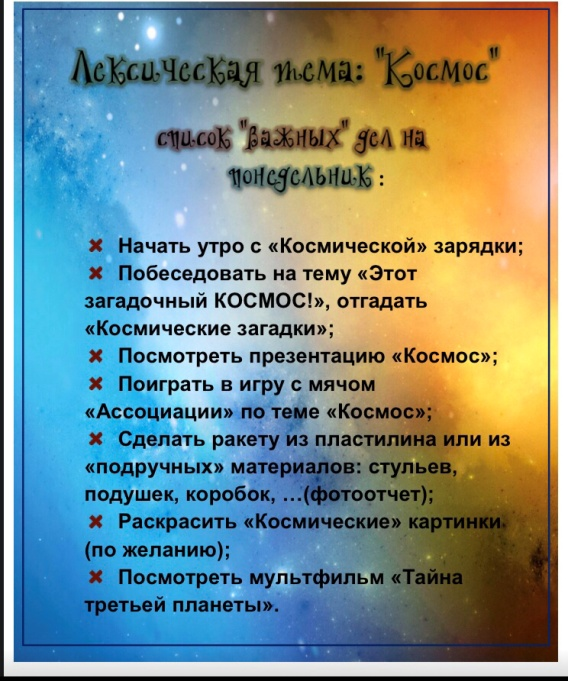 Лексическая тема: "Космос"
список "важных" дел на
понедельник :
✖ Начать утро с «Космической» зарядки;
✖ Побеседовать на тему «Этот
загадочный КОСМОС!», отгадать
«Космические загадки»;
✖ Посмотреть презентацию «Космос»;
✖ Поиграть в игру с мячом
«Ассоциации» по теме «Космос»;
✖ Сделать ракету из пластилина или из
«подручных» материалов: стульев,
подушек, коробок, …(фотоотчет);
✖ Раскрасить «Космические» картинки
(по желанию);
✖ Посмотреть мультфильм «Тайна
третьей планеты».